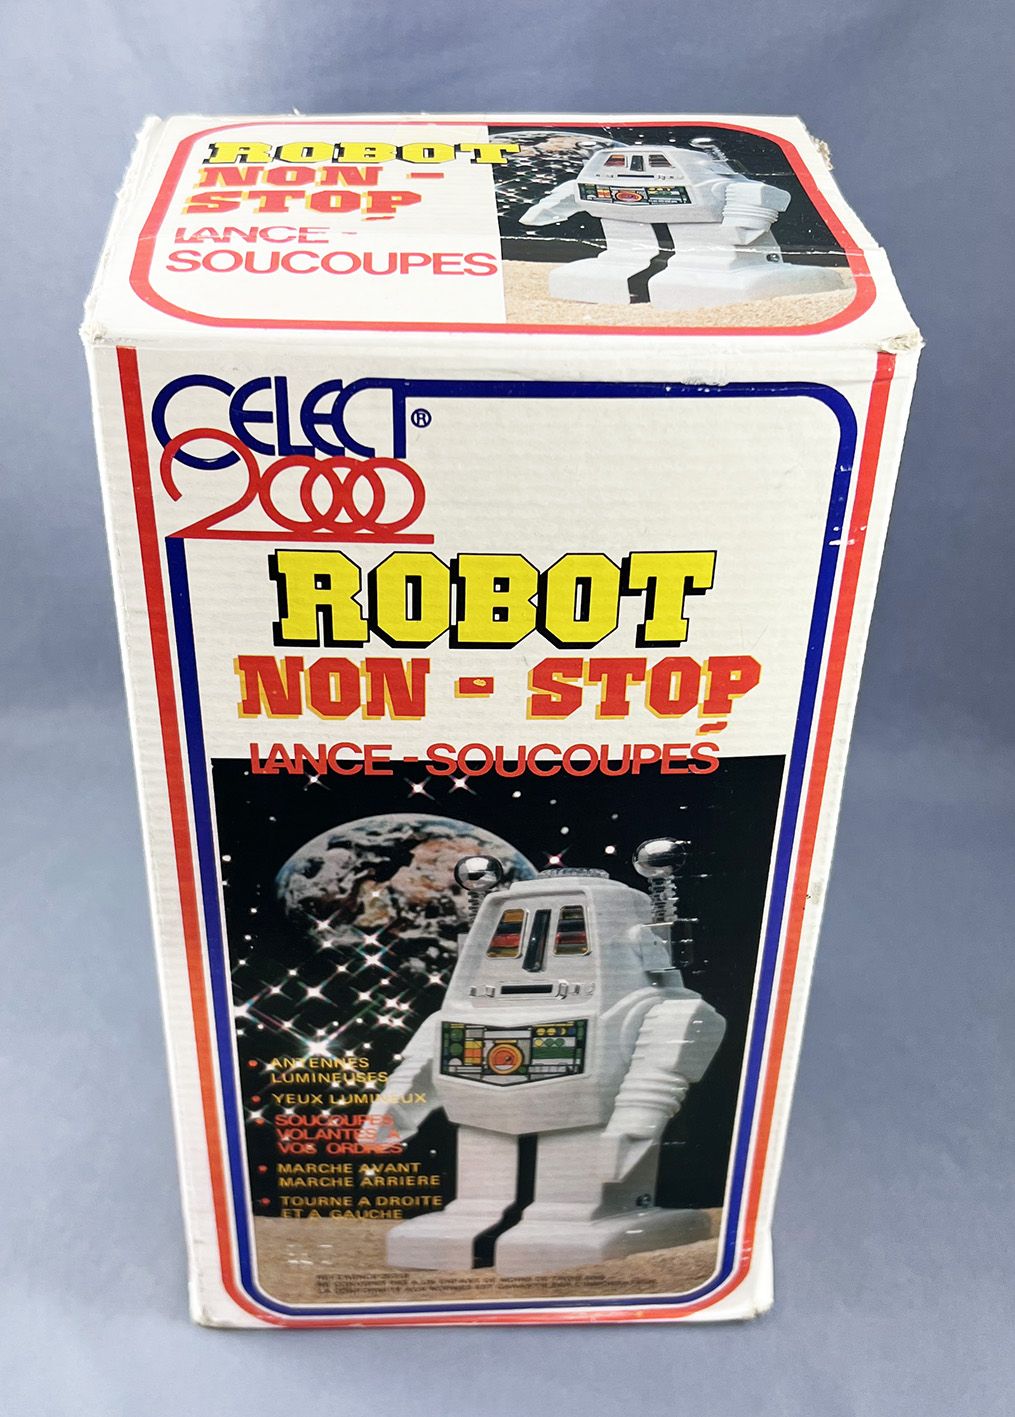 ROBOT
NON -
STOP
LANCE -
SOUCOUPES
CELECT®
2000
ROBOT
NON - STOP
LANCE - SOUCOUPES
• ANTENNES
LUMINEUSES
• YEUX LUMINEUX
• SOUCOUPES
VOLANTES A
VOS ORDRES
• MARCHE AVANT
MARCHE ARRIERE
• TOURNE A DROITE
ET A GAUCHE